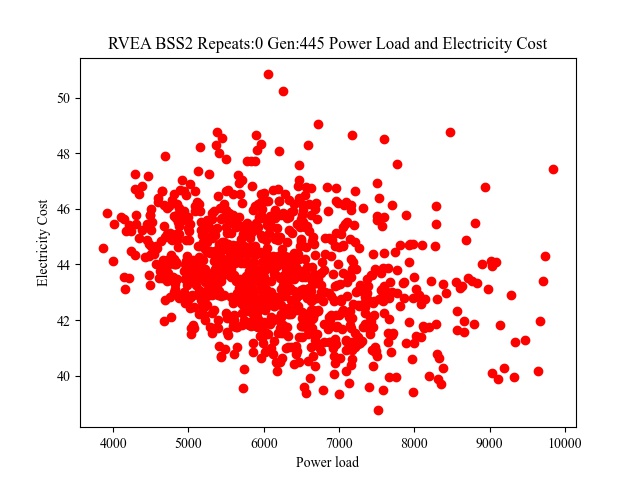 RVEA BSS2 Repeats:0 Gen:445 Power Load and Electricity Cost
Electricity Cost
50
48
46
44
42
40
4000 5000 6000 7000 8000 9000 10000
Power load